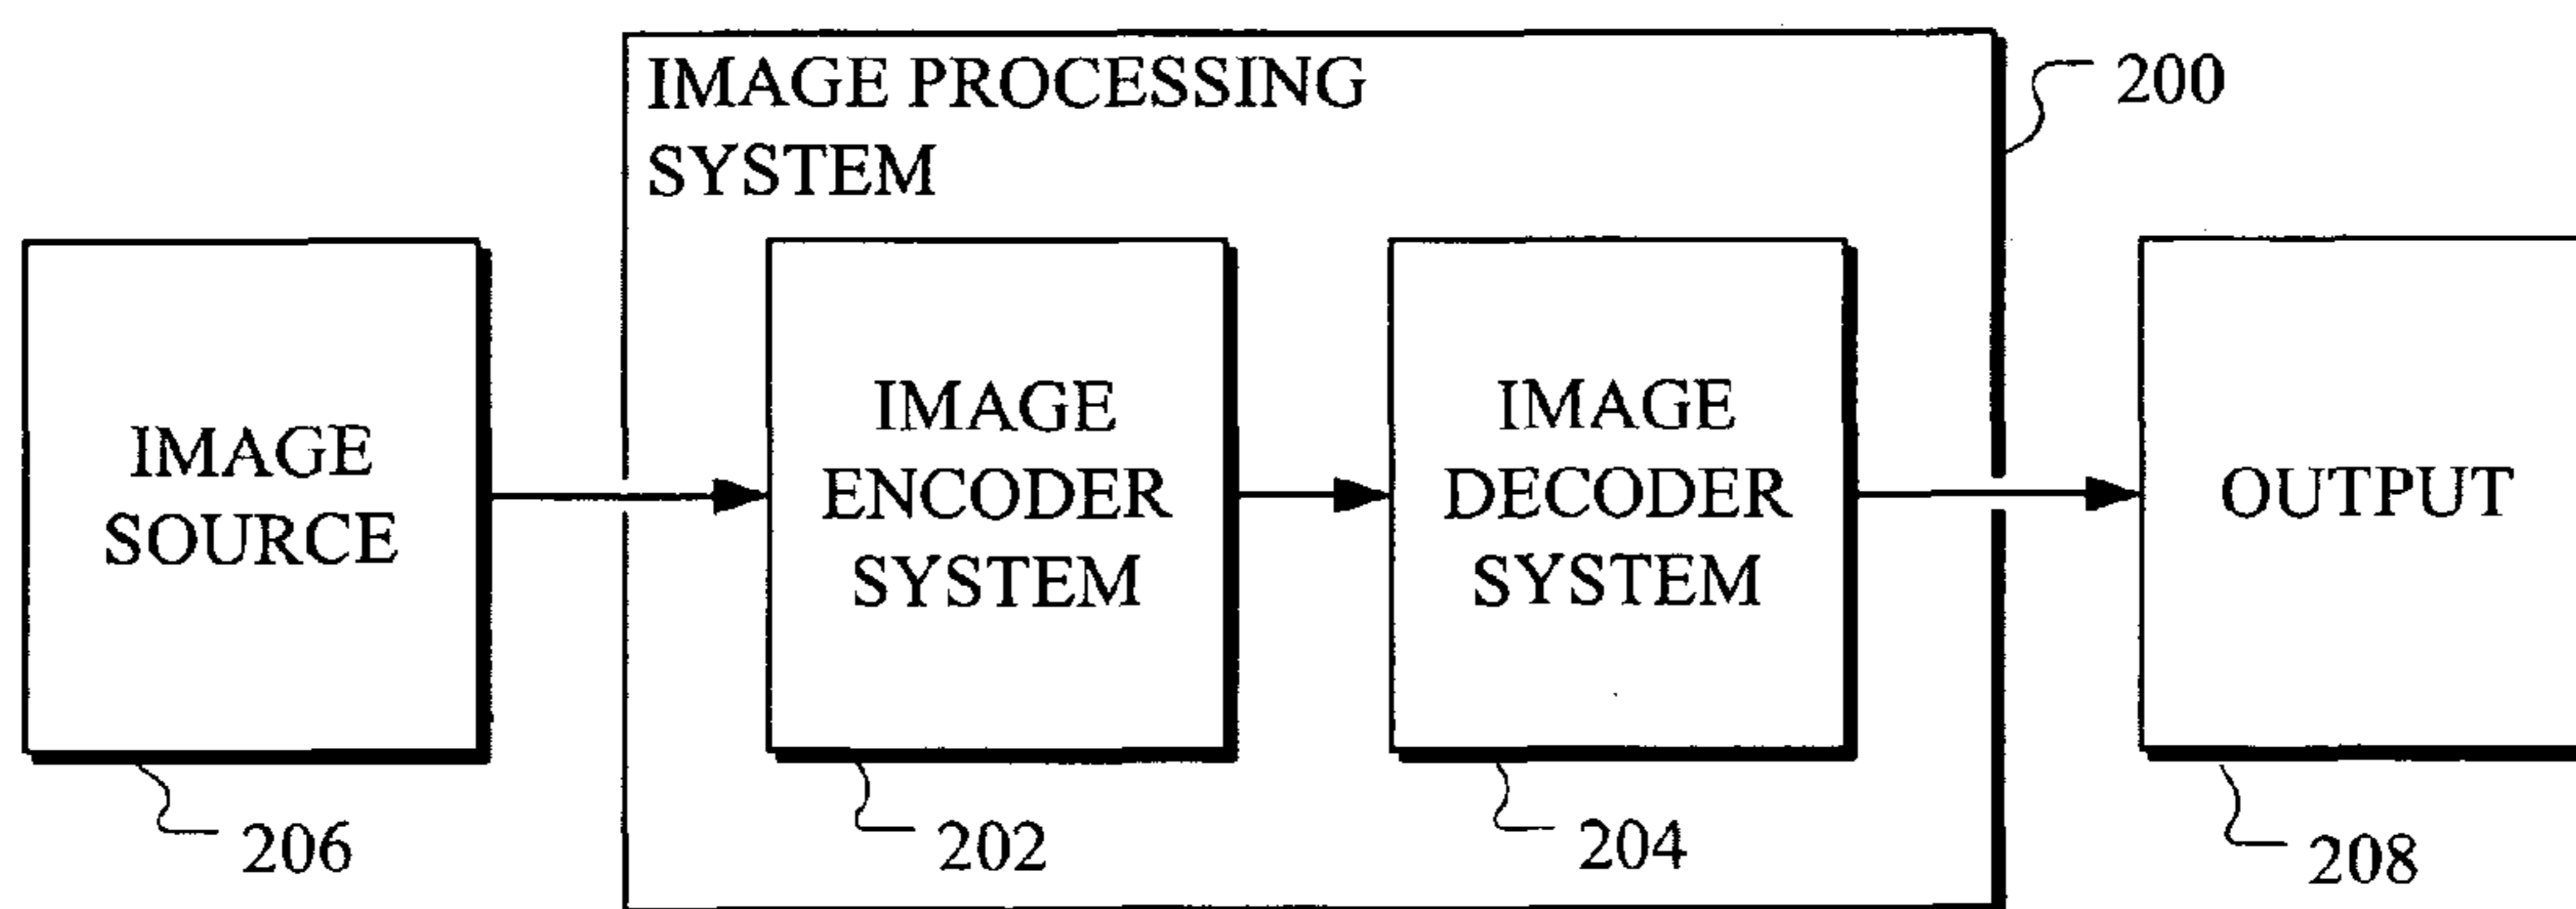 IMAGE PROCESSING
SYSTEM
200
IMAGE
SOURCE
IMAGE
ENCODER
SYSTEM
IMAGE
DECODER
SYSTEM
OUTPUT
206
202
204
208